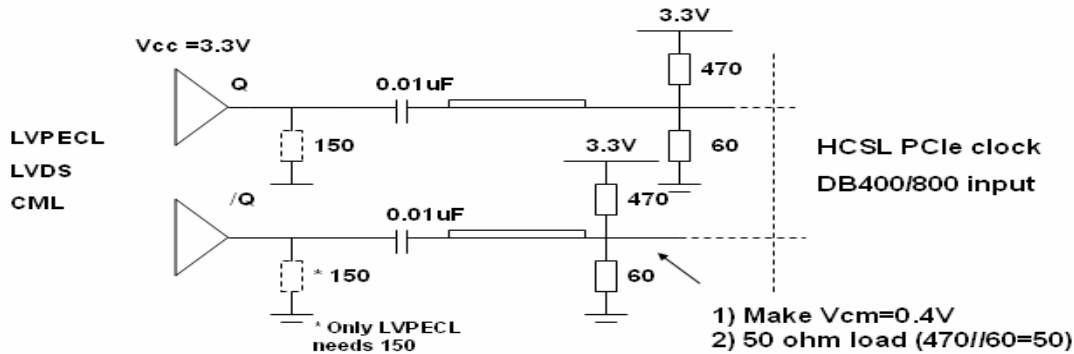 3.3V
Vcc =3.3V
Q
0.01uF
470
LVPECL
LVDS
CML
150
3.3V
60
HCSL PCIe clock
DB400/800 input
/Q
0.01uF
470
* 150
60
* Only LVPECL
needs 150
1) Make Vcm=0.4V
2) 50 ohm load (470//60=50)